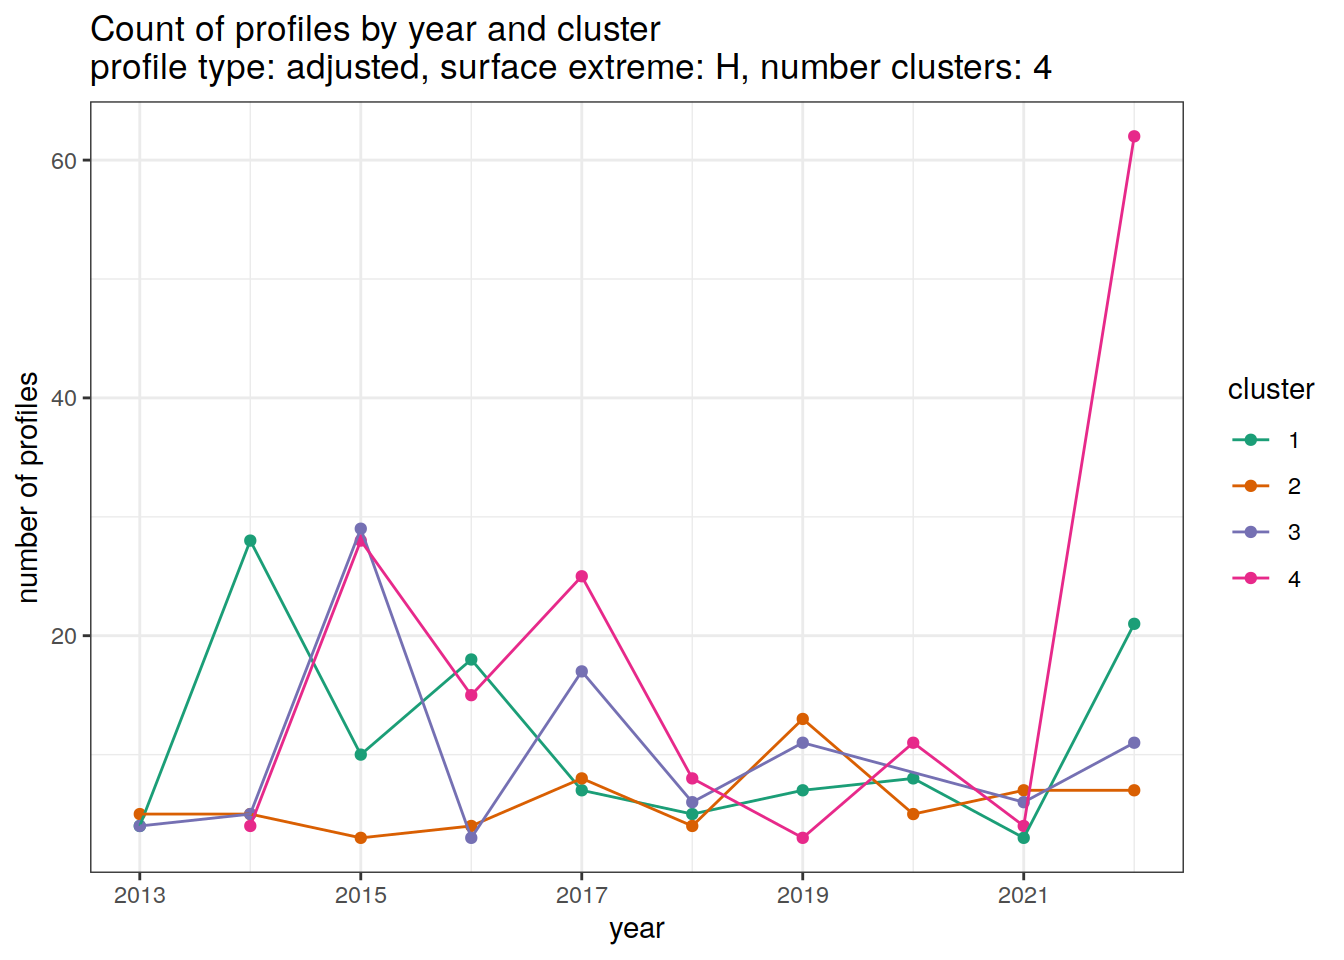 Count of profiles by year and cluster
profile type: adjusted, surface extreme: H, number clusters: 4
60
40
20
number of profiles
2013 2015 2017 2019 2021
year
cluster
1
2
3
4